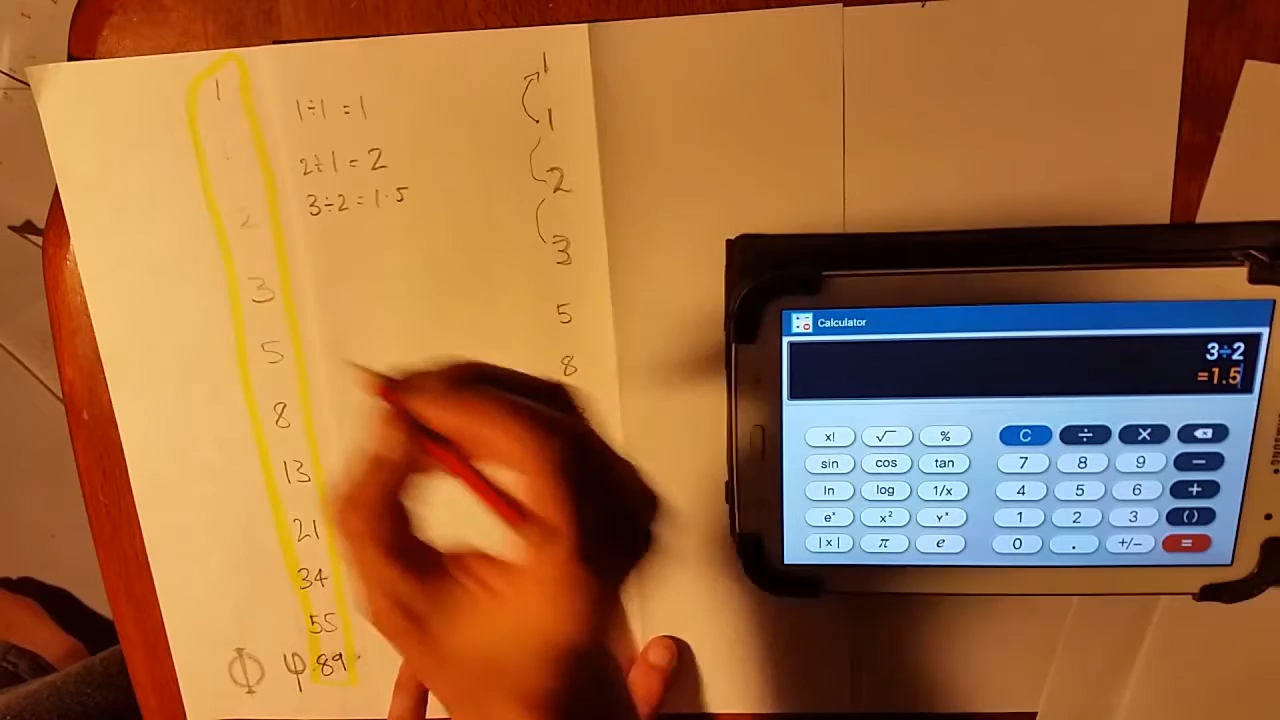 1
1
2
3
5
8
13
21
34
55
Φ φ 89
1÷1 = 1
2÷1 = 2
3÷2 = 1.5
1
1
2
3
5
8
Calculator
3÷2
=1.5
x! √ % C ÷ ×
sin cos tan 7 8 9 −
ln log 1/x 4 5 6 +
eˣ x² Yˣ 1 2 3 ()
|x| π e 0 . +/− =